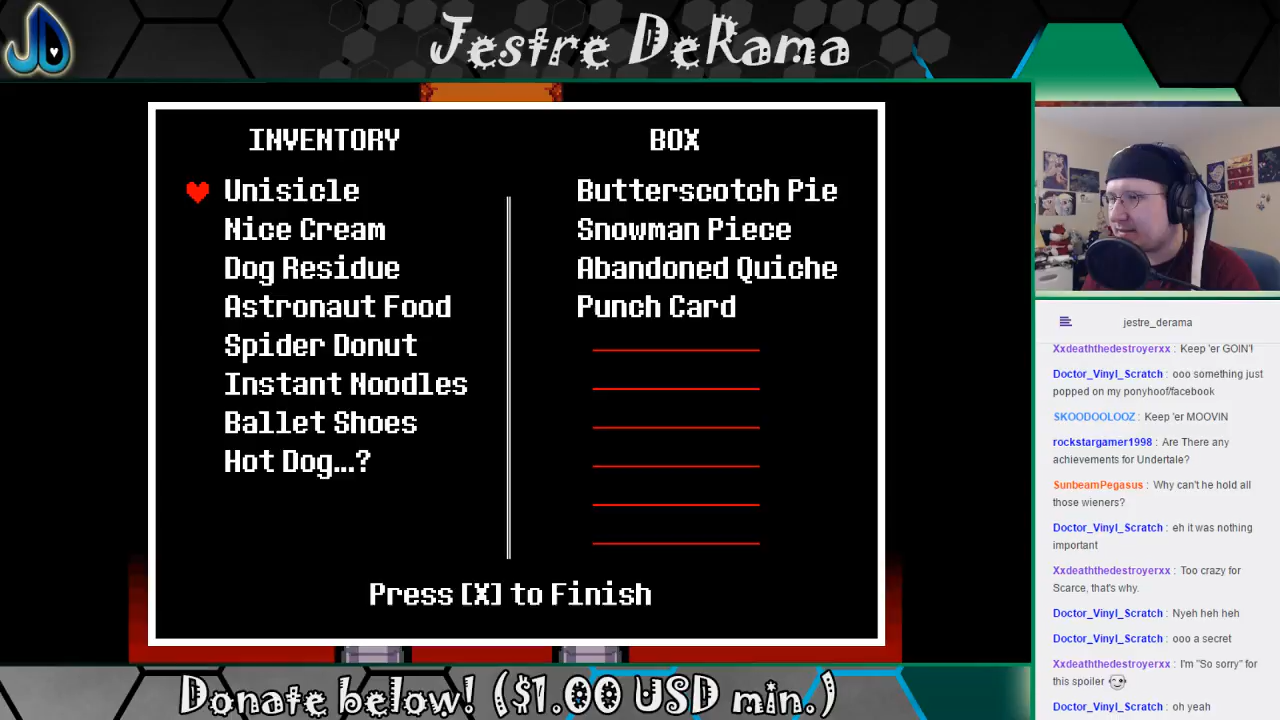 JD
Jestre DeRama
INVENTORY
Unisicle
Nice Cream
Dog Residue
Astronaut Food
Spider Donut
Instant Noodles
Ballet Shoes
Hot Dog...?
BOX
Butterscotch Pie
Snowman Piece
Abandoned Quiche
Punch Card
Press [X] to Finish
jestre_derama
Xxdeaththedestroyerxx : Keep 'er GOIN'!
Doctor_Vinyl_Scratch : ooo something just
popped on my ponyhoof/facebook
SKOODOOLOOZ : Keep 'er MOOVIN
rockstargamer1998 : Are There any
achievements for Undertale?
SunbeamPegasus : Why can't he hold all
those wieners?
Doctor_Vinyl_Scratch : eh it was nothing
important
Xxdeaththedestroyerxx : Too crazy for
Scarce, that's why.
Doctor_Vinyl_Scratch : Nyeh heh heh
Doctor_Vinyl_Scratch : ooo a secret
Xxdeaththedestroyerxx : I'm "So sorry" for
this spoiler
Doctor_Vinyl_Scratch : oh yeah
Donate below! ($1.00 USD min.)